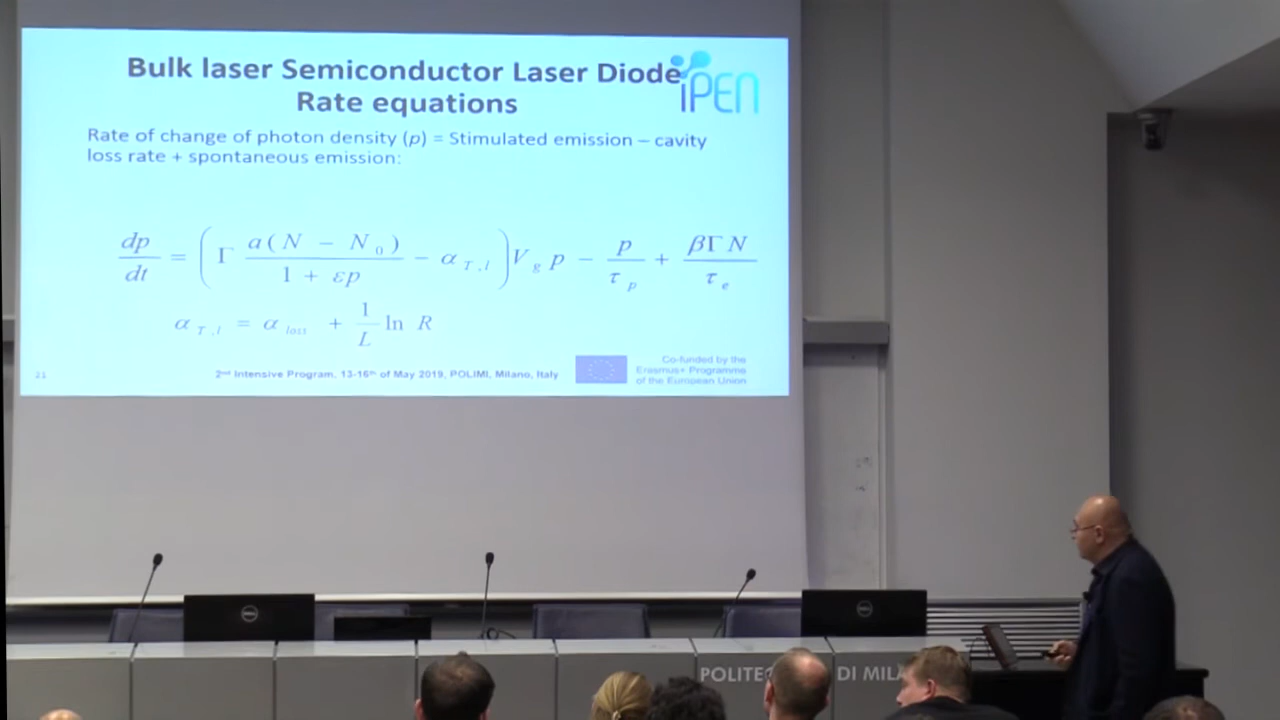 Bulk laser Semiconductor Laser Diode
Rate equations
iPEN
Rate of change of photon density (p) = Stimulated emission – cavity
loss rate + spontaneous emission:
dp/dt = (Γ a(N − N₀)/(1 + εp) − α_T,l) V_g p − p/τ_p + βΓN/τ_e
α_T,l = α_loss + 1/L ln R
21
2nd Intensive Program, 13-16th of May 2019, POLIMI, Milano, Italy
Co-funded by the
Erasmus+ Programme
of the European Union
DELL
DELL
POLITEC DI MILA